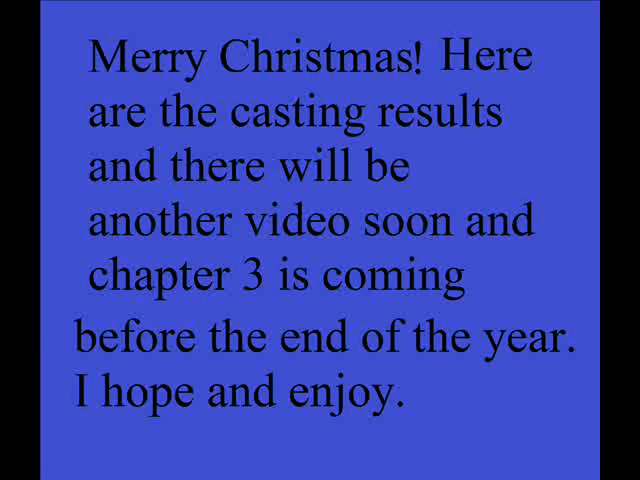 Merry Christmas! Here
are the casting results
and there will be
another video soon and
chapter 3 is coming
before the end of the year.
I hope and enjoy.